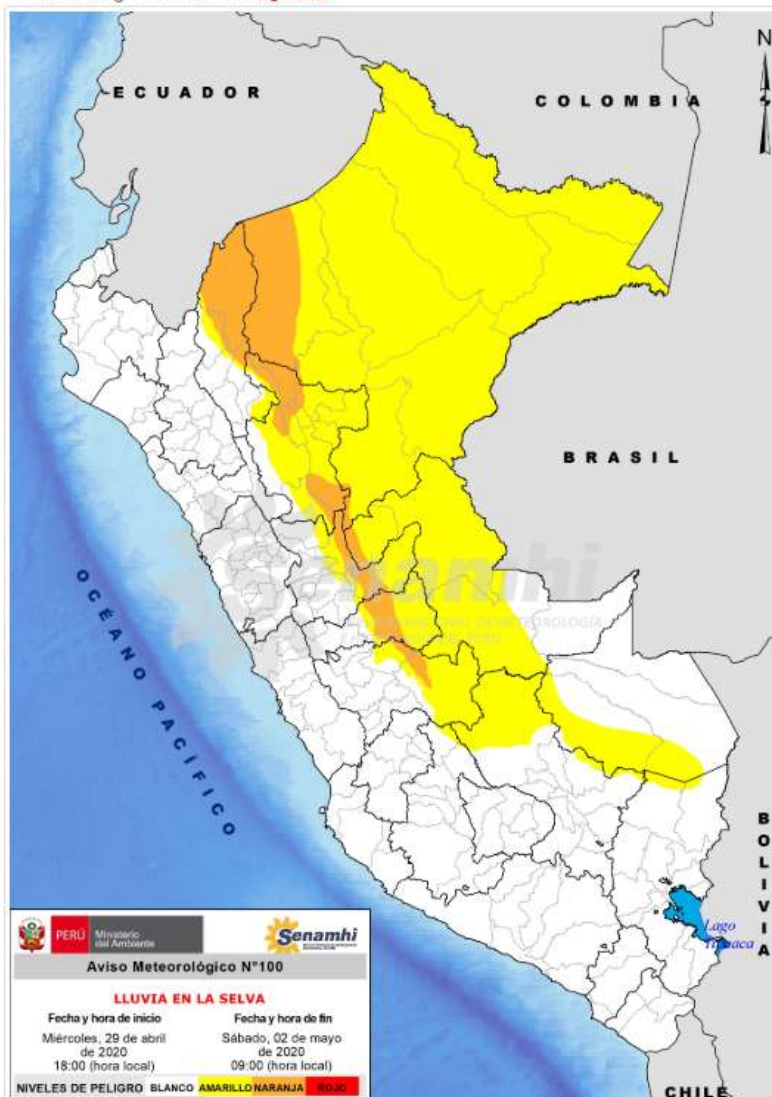 N
ECUADOR
COLOMBIA
BRASIL
Senamhi
OCÉANO PACÍFICO
BOLIVIA
Lago
PERÚ
Ministerio
del Ambiente
Senamhi
Aviso Meteorológico N°100
LLUVIA EN LA SELVA
Fecha y hora de inicio
Fecha y hora de fin
Miércoles, 29 de abril
de 2020
18:00 (hora local)
Sábado, 02 de mayo
de 2020
09:00 (hora local)
NIVELES DE PELIGRO BLANCO AMARILLO NARANJA ROJO
CHILE